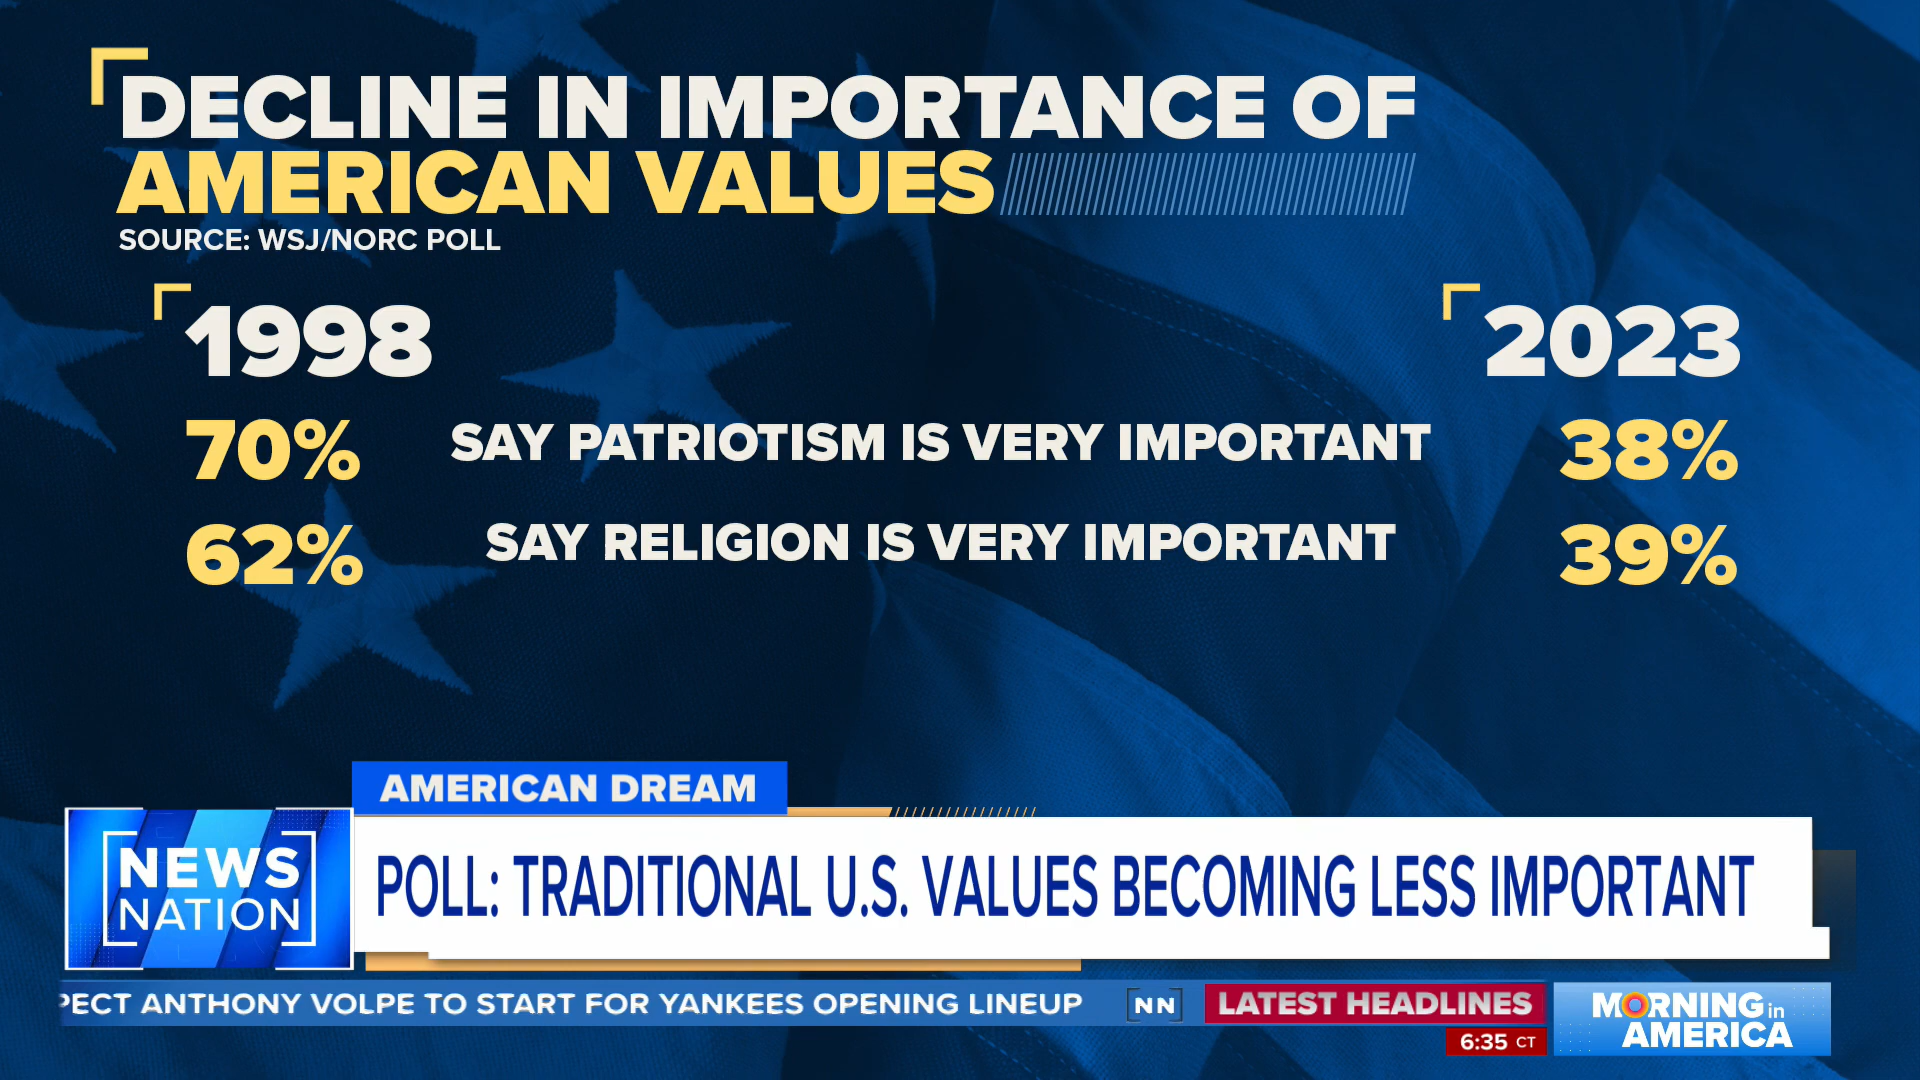 DECLINE IN IMPORTANCE OF
AMERICAN VALUES
SOURCE: WSJ/NORC POLL
1998 2023
70% SAY PATRIOTISM IS VERY IMPORTANT 38%
62% SAY RELIGION IS VERY IMPORTANT 39%
AMERICAN DREAM
NEWS
NATION
POLL: TRADITIONAL U.S. VALUES BECOMING LESS IMPORTANT
PECT ANTHONY VOLPE TO START FOR YANKEES OPENING LINEUP [NN] LATEST HEADLINES
6:35 CT
MORNING in
AMERICA